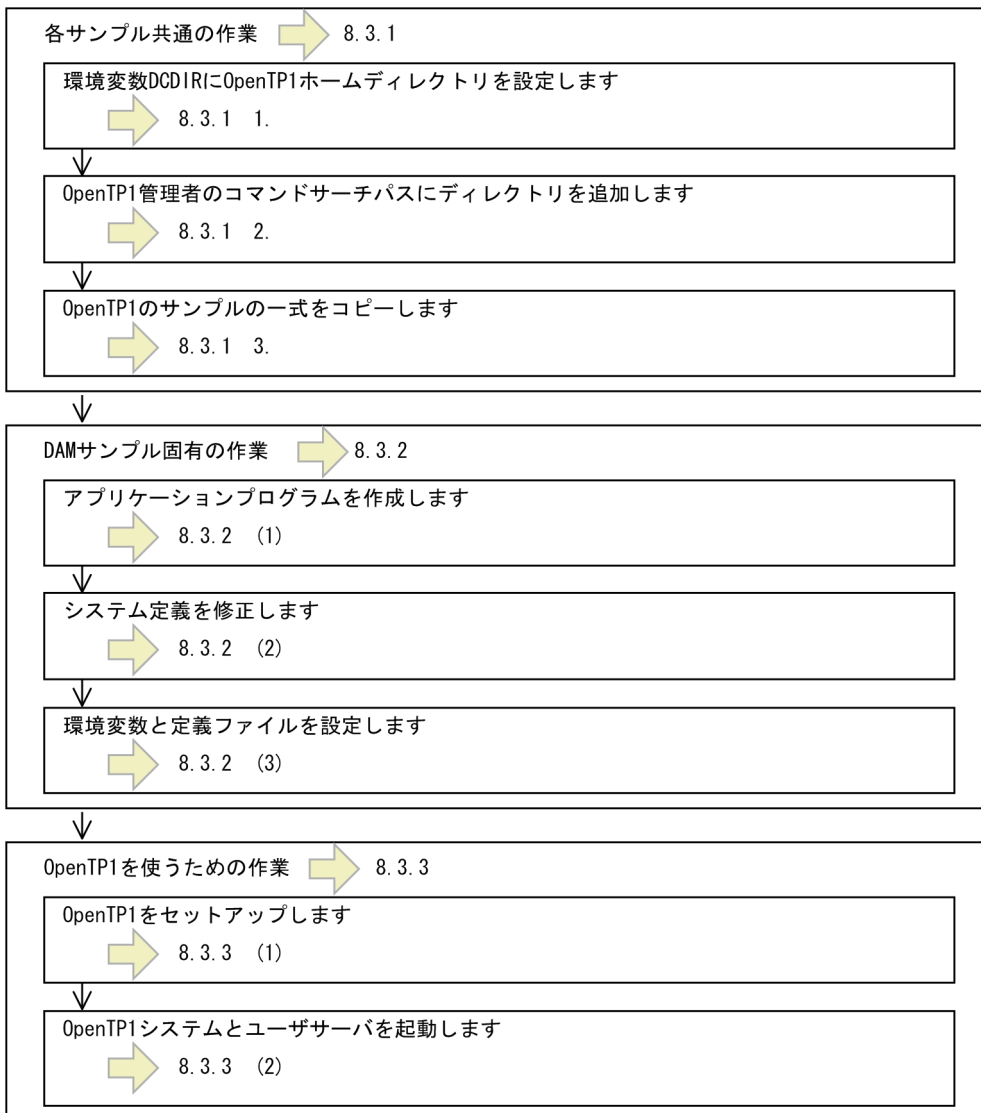 各サンプル共通の作業 8.3.1
環境変数DCDIRにOpenTP1ホームディレクトリを設定します
8.3.1 1.
OpenTP1管理者のコマンドサーチパスにディレクトリを追加します
8.3.1 2.
OpenTP1のサンプルの一式をコピーします
8.3.1 3.
DAMサンプル固有の作業 8.3.2
アプリケーションプログラムを作成します
8.3.2 (1)
システム定義を修正します
8.3.2 (2)
環境変数と定義ファイルを設定します
8.3.2 (3)
OpenTP1を使うための作業 8.3.3
OpenTP1をセットアップします
8.3.3 (1)
OpenTP1システムとユーザサーバを起動します
8.3.3 (2)